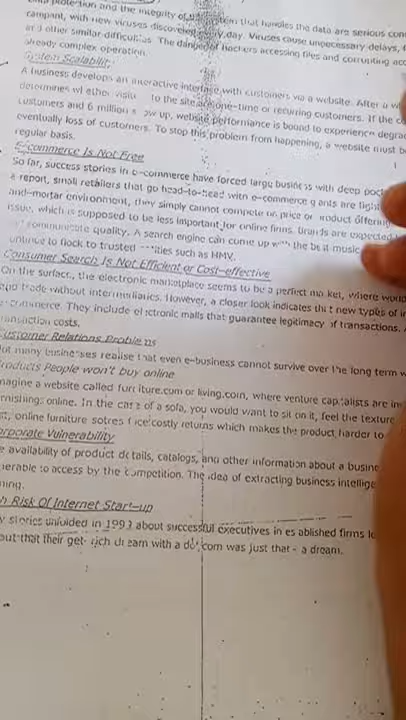 protection and the integrity of system that handles the data are serious con
rampant, with new viruses discovered every day. Viruses cause unnecessary delays,
and other similar difficulties. The danger of hackers accessing files and corrupting acc
already complex operation.
System Scalability
A business develops an interactive interface with customers via a website. After a
determines whether visitors to the site are one-time or recurring customers. If the c
customers and 6 million show up, website performance is bound to experience degra
eventually loss of customers. To stop this problem from happening, a website must b
regular basis.
E-commerce Is Not Free
So far, success stories in e-commerce have forced large business with deep poc
a report, small retailers that go head-to-head with e-commerce giants are fight
and-mortar environment, they simply cannot compete on price or product offering
issue, which is supposed to be less important for online firms. Brands are expected
communicate quality. A search engine can come up with the best music
continue to flock to trusted entities such as HMV.
Consumer Search Is Not Efficient or Cost-effective
On the surface, the electronic marketplace seems to be a perfect market, where world
trade without intermediaries. However, a closer look indicates that new types of in
e-commerce. They include electronic malls that guarantee legitimacy of transactions.
transaction costs.
Customer Relations Problems
Not many businesses realise that even e-business cannot survive over the long term w
Products People won't buy online
Imagine a website called furniture.com or living.com, where venture capitalists are in
furnishings online. In the case of a sofa, you would want to sit on it, feel the texture
online furniture sotres face costly returns which makes the product harder to
Corporate Vulnerability
availability of product details, catalogs, and other information about a busine
vulnerable to access by the competition. The idea of extracting business intellige
ming.
h Risk Of Internet Start-up
y stories unfolded in 1993 about successful executives in established firms le
out that their get-rich dream with a dot.com was just that - a dream.